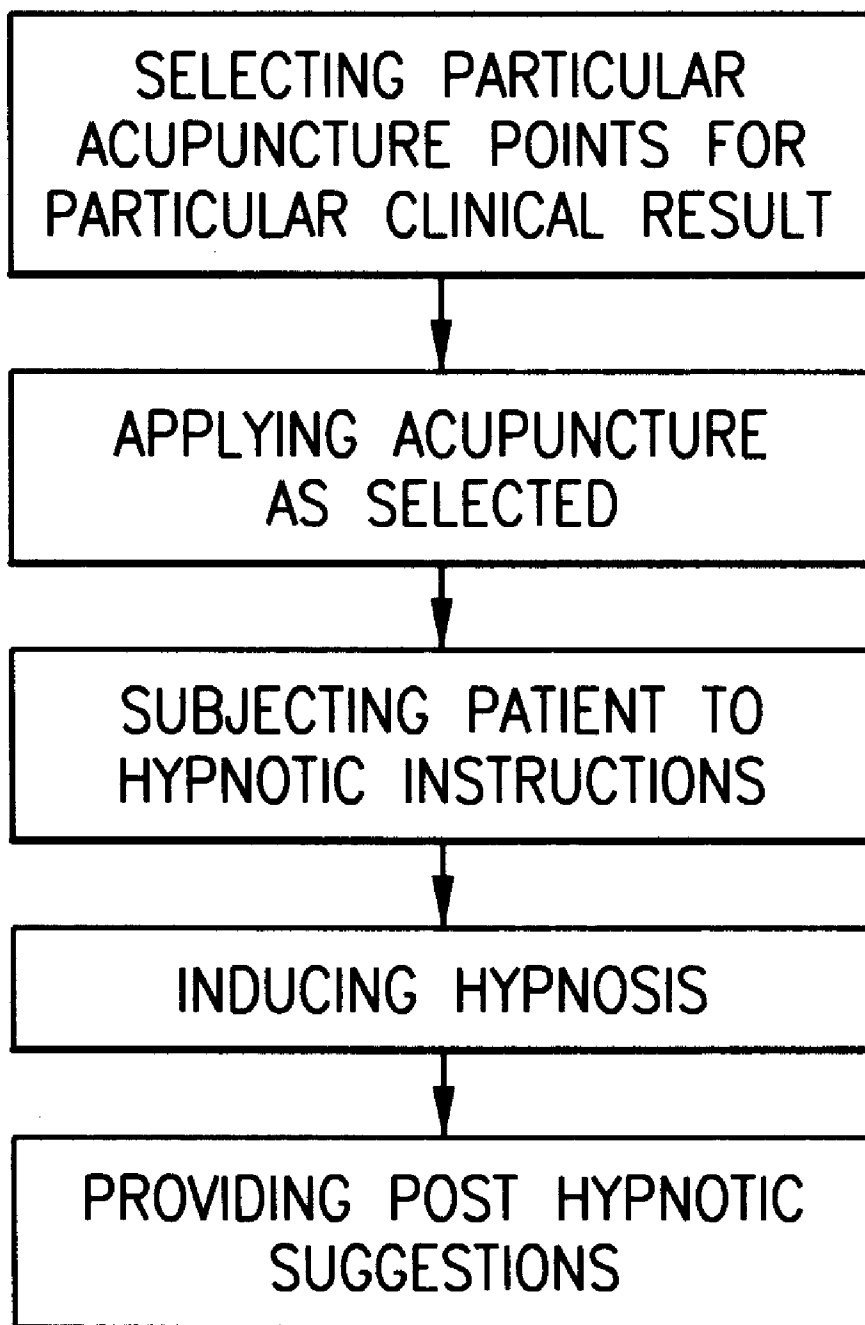 SELECTING PARTICULAR
ACUPUNCTURE POINTS FOR
PARTICULAR CLINICAL RESULT
APPLYING ACUPUNCTURE
AS SELECTED
SUBJECTING PATIENT TO
HYPNOTIC INSTRUCTIONS
INDUCING HYPNOSIS
PROVIDING POST HYPNOTIC
SUGGESTIONS